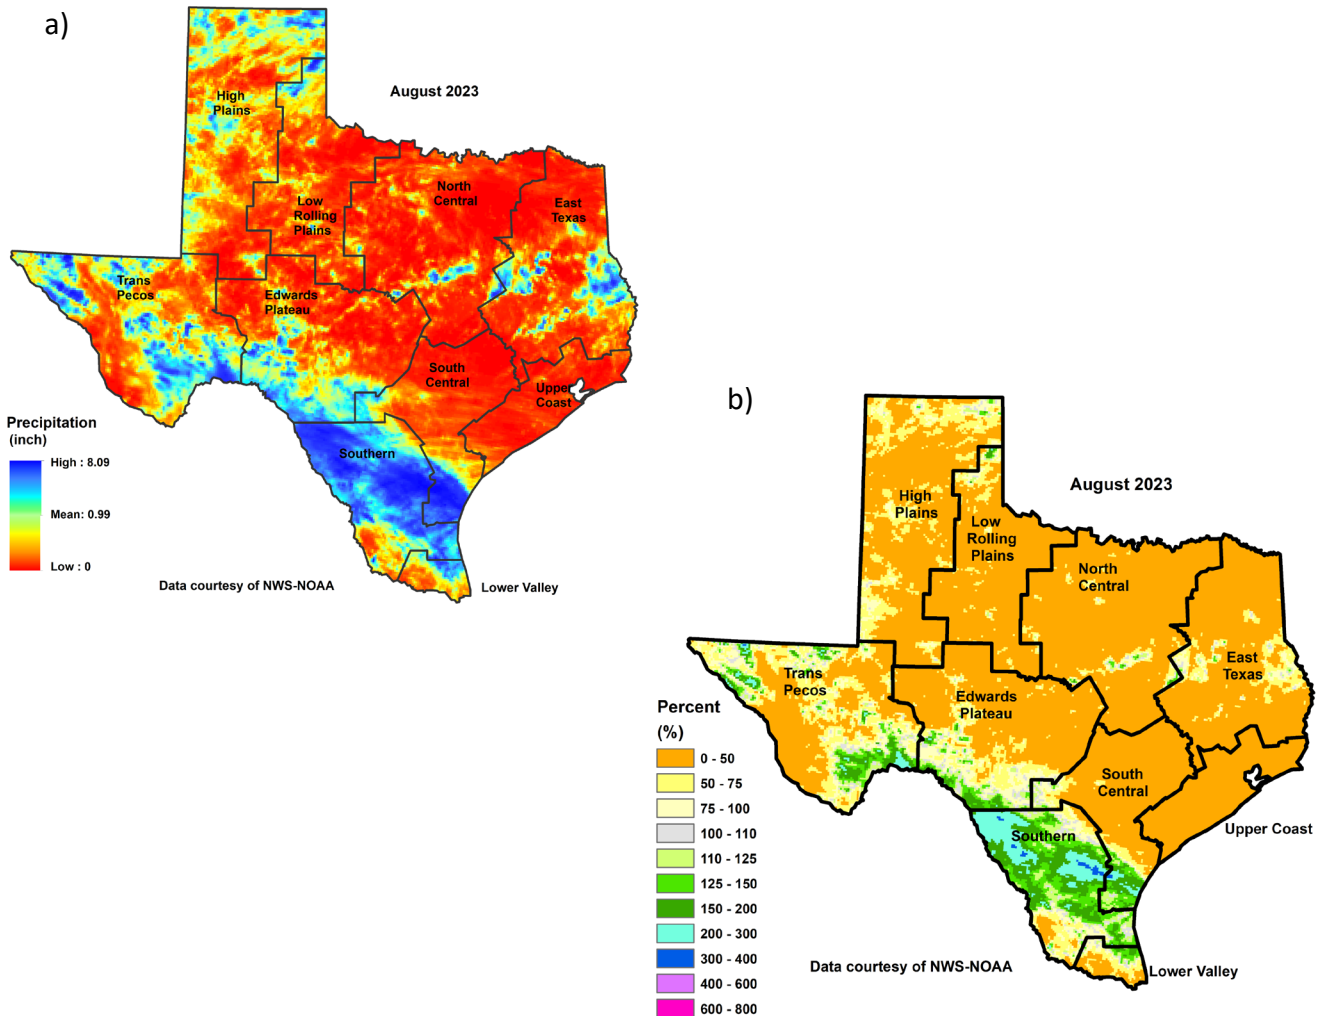 a)
August 2023
High
Plains
Low
Rolling
Plains
North
Central
East
Texas
Trans
Pecos
Edwards
Plateau
South
Central
Upper
Coast
Southern
Lower Valley
Precipitation
(inch)
High : 8.09
Mean: 0.99
Low : 0
Data courtesy of NWS-NOAA
b)
August 2023
High
Plains
Low
Rolling
Plains
North
Central
East
Texas
Trans
Pecos
Edwards
Plateau
South
Central
Upper Coast
Southern
Lower Valley
Percent
(%)
0 - 50
50 - 75
75 - 100
100 - 110
110 - 125
125 - 150
150 - 200
200 - 300
300 - 400
400 - 600
600 - 800
Data courtesy of NWS-NOAA